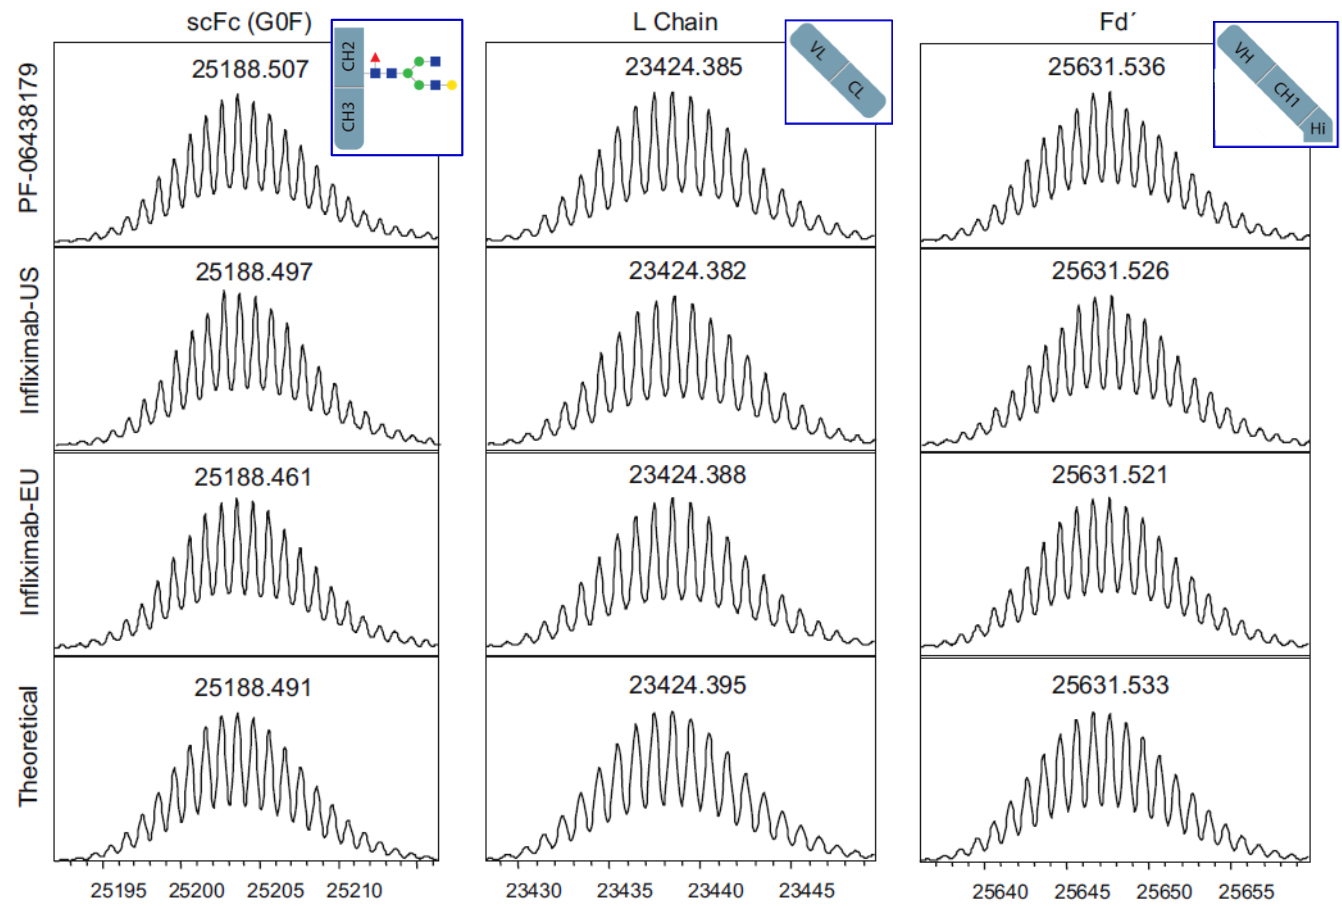 scFc (G0F) L Chain Fd´
PF-06438179
25188.507
CH2
CH3
23424.385
VL
CL
25631.536
VH
CH1
Hi
Infliximab-US
25188.497
23424.382
25631.526
Infliximab-EU
25188.461
23424.388
25631.521
Theoretical
25188.491
23424.395
25631.533
25195 25200 25205 25210
23430 23435 23440 23445
25640 25645 25650 25655